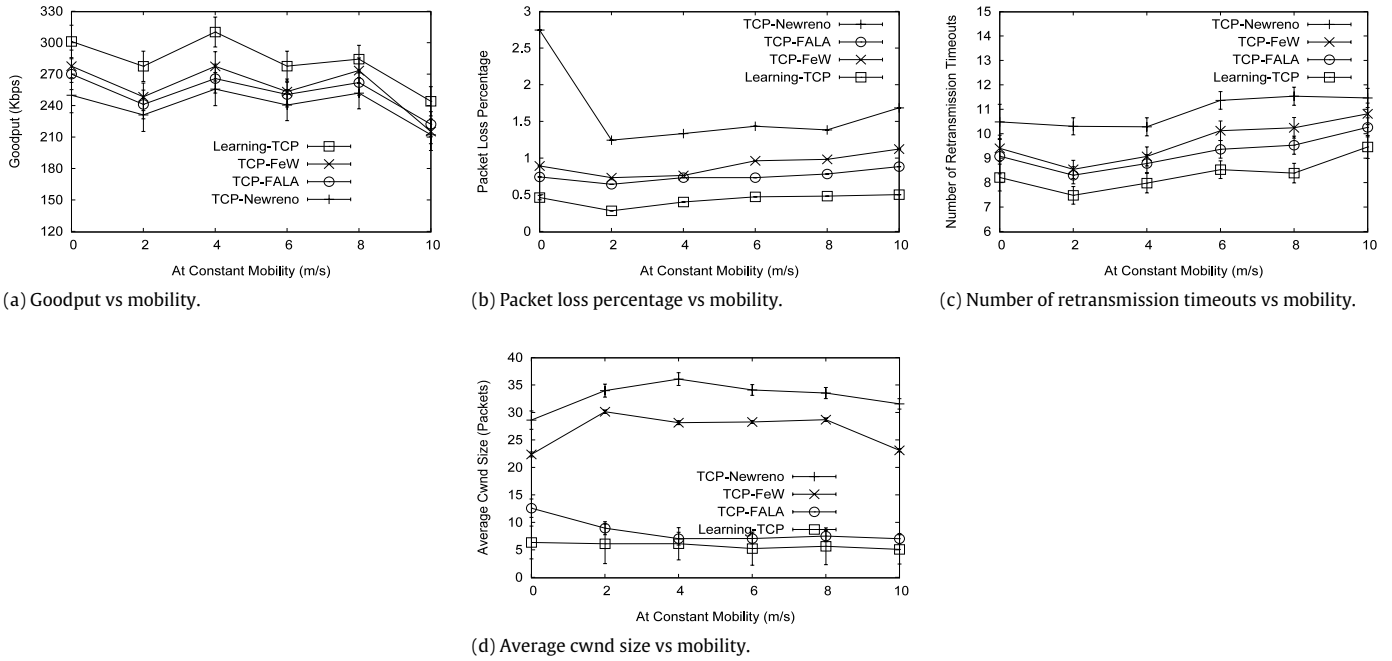 330
300
270
240
210
180
150
120
Goodput (Kbps)
Learning-TCP
TCP-FeW
TCP-FALA
TCP-Newreno
0 2 4 6 8 10
At Constant Mobility (m/s)
(a) Goodput vs mobility.
3
2.5
2
1.5
1
0.5
0
Packet Loss Percentage
TCP-Newreno
TCP-FALA
TCP-FeW
Learning-TCP
0 2 4 6 8 10
At Constant Mobility (m/s)
(b) Packet loss percentage vs mobility.
15
14
13
12
11
10
9
8
7
6
Number of Retransmission Timeouts
TCP-Newreno
TCP-FeW
TCP-FALA
Learning-TCP
0 2 4 6 8 10
At Constant Mobility (m/s)
(c) Number of retransmission timeouts vs mobility.
40
35
30
25
20
15
10
5
0
Average Cwnd Size (Packets)
TCP-Newreno
TCP-FeW
TCP-FALA
Learning-TCP
0 2 4 6 8 10
At Constant Mobility (m/s)
(d) Average cwnd size vs mobility.